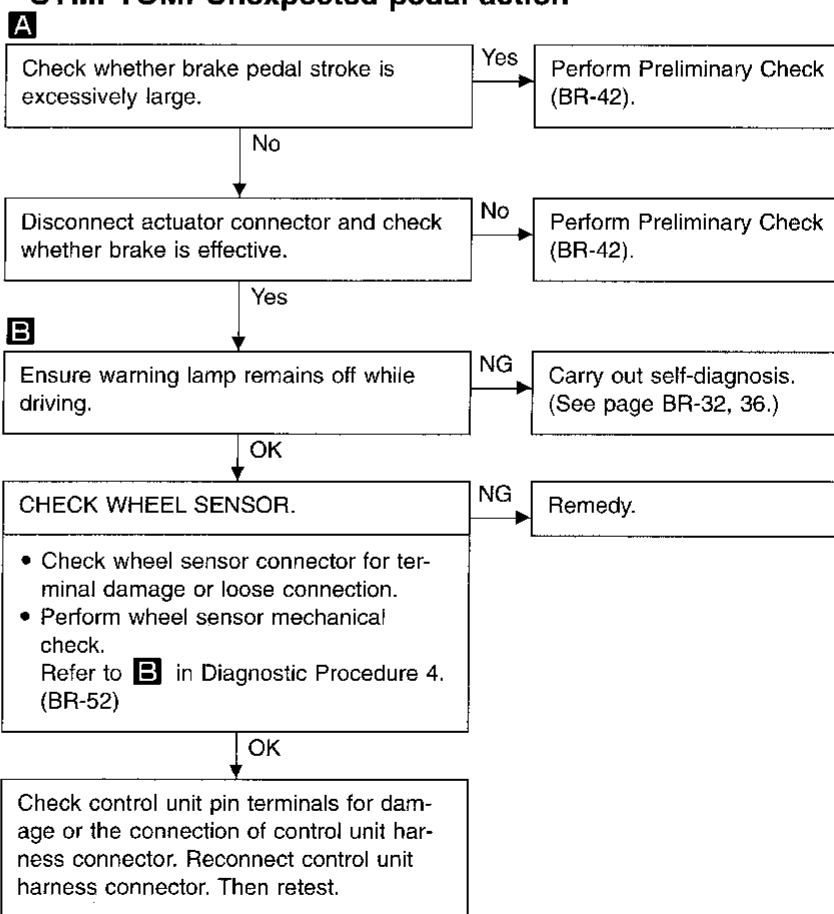 SYMPTOM: Unexpected pedal action
A
Check whether brake pedal stroke is
excessively large.
Yes
Perform Preliminary Check
(BR-42).
No
Disconnect actuator connector and check
whether brake is effective.
No
Perform Preliminary Check
(BR-42).
Yes
B
Ensure warning lamp remains off while
driving.
NG
Carry out self-diagnosis.
(See page BR-32, 36.)
OK
CHECK WHEEL SENSOR.
NG
Remedy.
• Check wheel sensor connector for ter-
minal damage or loose connection.
• Perform wheel sensor mechanical
check.
Refer to B in Diagnostic Procedure 4.
(BR-52)
OK
Check control unit pin terminals for dam-
age or the connection of control unit har-
ness connector. Reconnect control unit
harness connector. Then retest.